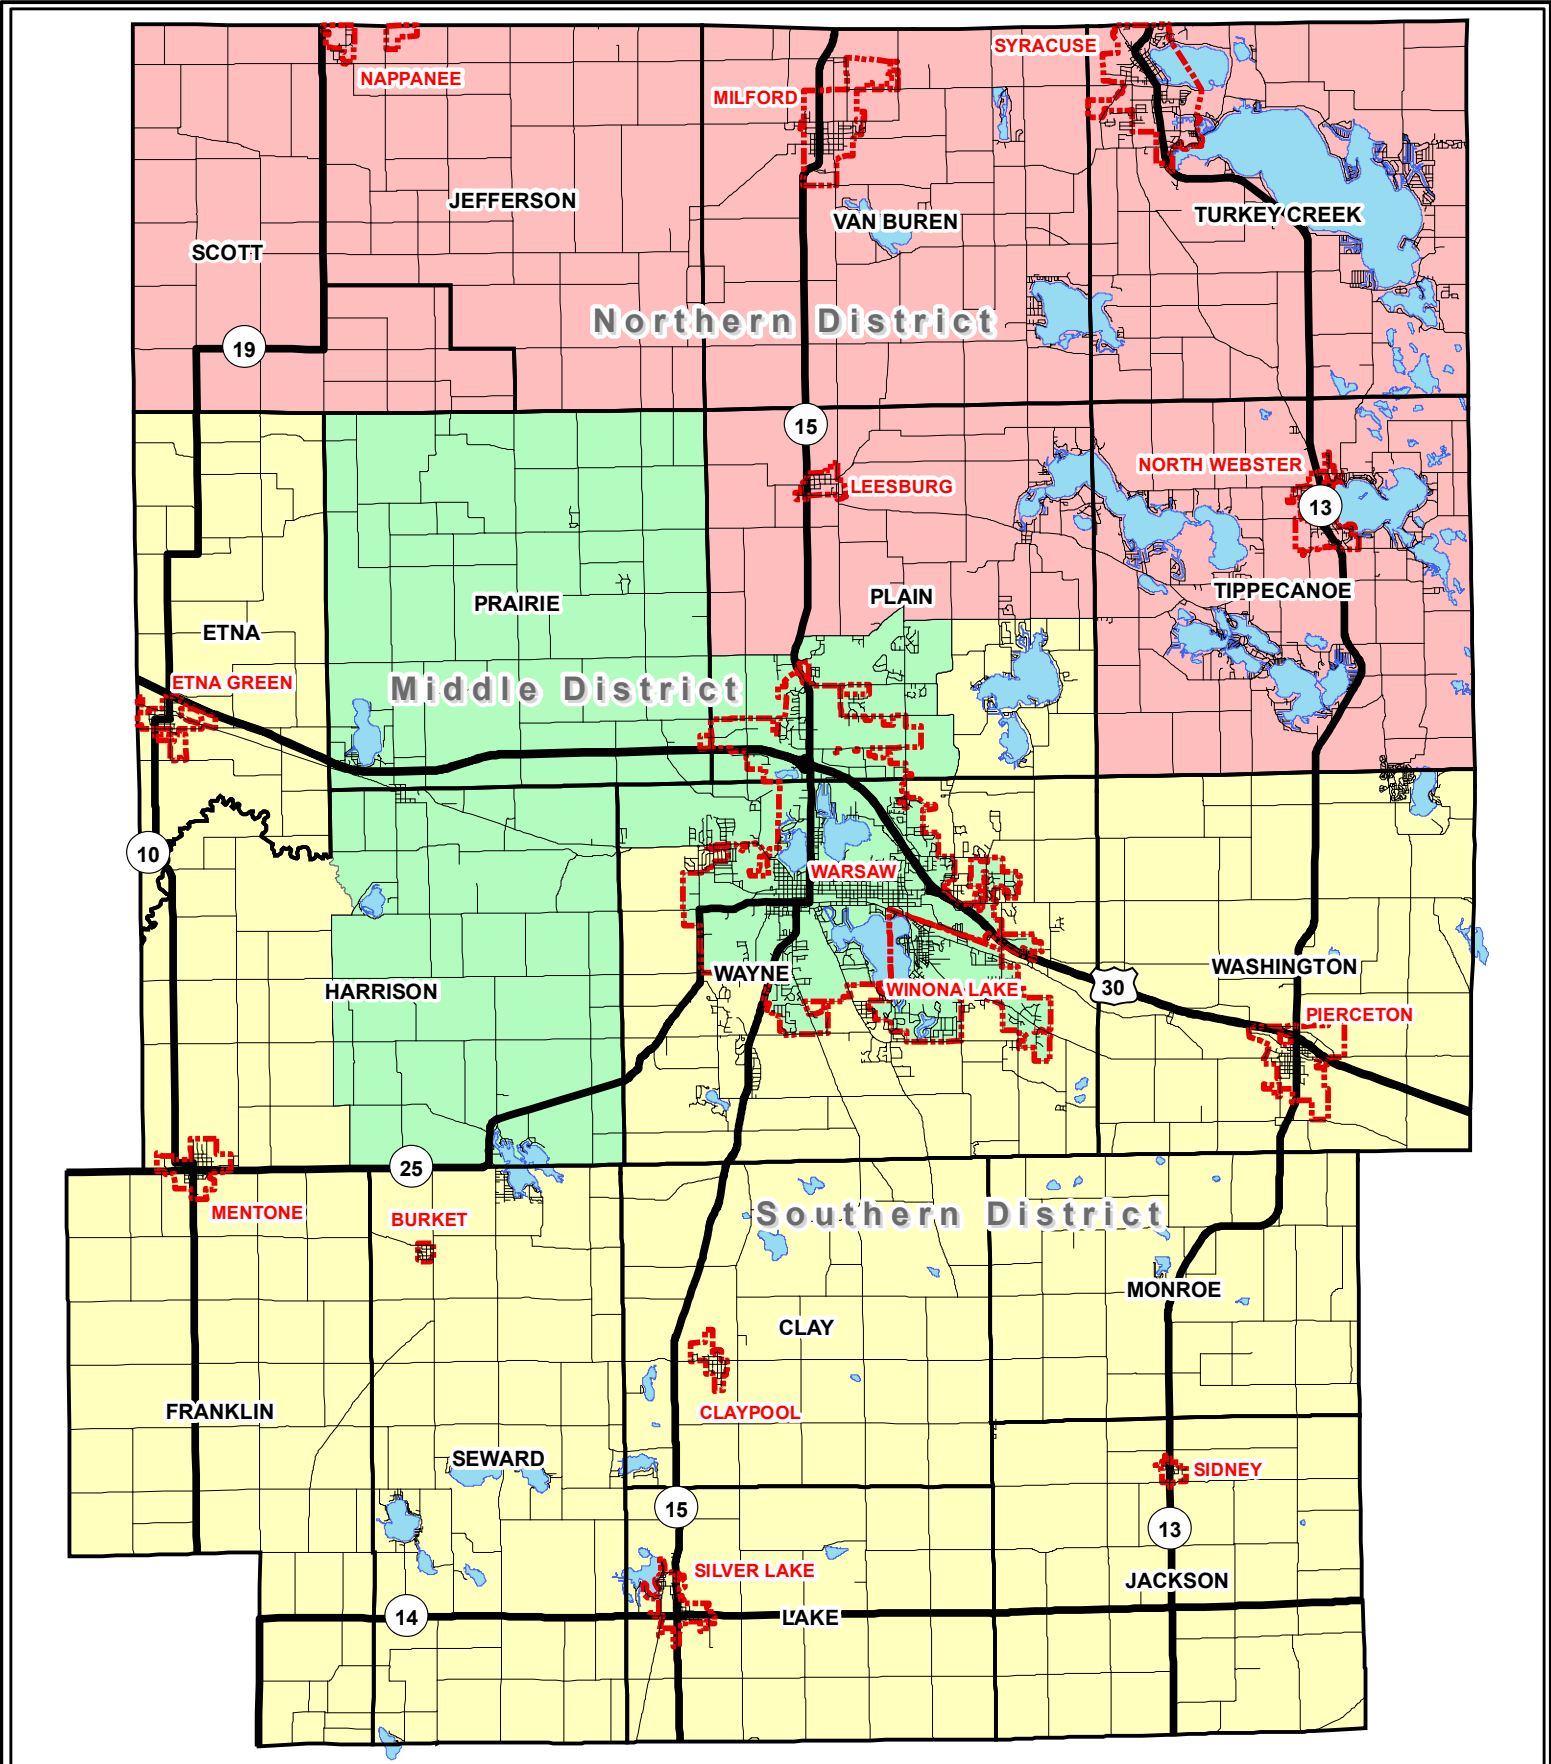 SYRACUSE
NAPPANEE
MILFORD
JEFFERSON
TURKEY CREEK
VAN BUREN
SCOTT
Northern District
19
15
NORTH WEBSTER
LEESBURG
13
TIPPECANOE
PLAIN
PRAIRIE
ETNA
ETNA GREEN
Middle District
10
WARSAW
WASHINGTON
WAYNE
WINONA LAKE
30
HARRISON
PIERCETON
25
MENTONE
BURKET
Southern District
MONROE
CLAY
FRANKLIN
CLAYPOOL
SEWARD
SIDNEY
15
13
SILVER LAKE
JACKSON
14
LAKE